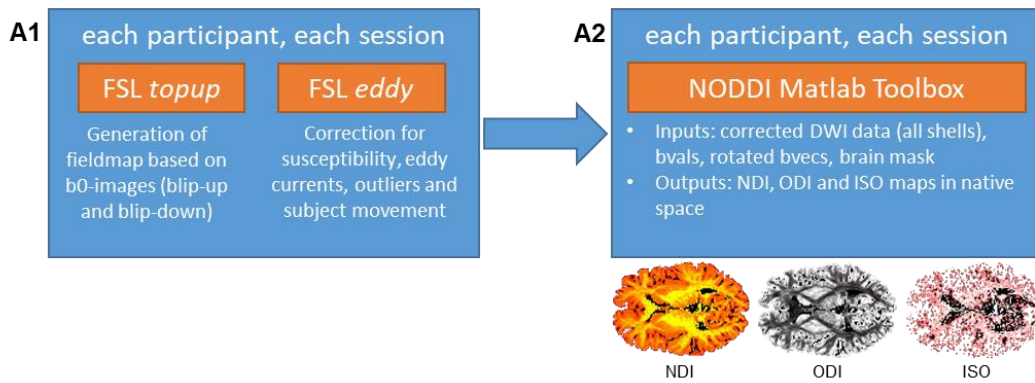 A1
each participant, each session
FSL topup
Generation of
fieldmap based on
b0-images (blip-up
and blip-down)
FSL eddy
Correction for
susceptibility, eddy
currents, outliers and
subject movement
A2
each participant, each session
NODDI Matlab Toolbox
• Inputs: corrected DWI data (all shells),
bvals, rotated bvecs, brain mask
• Outputs: NDI, ODI and ISO maps in native
space
NDI
ODI
ISO